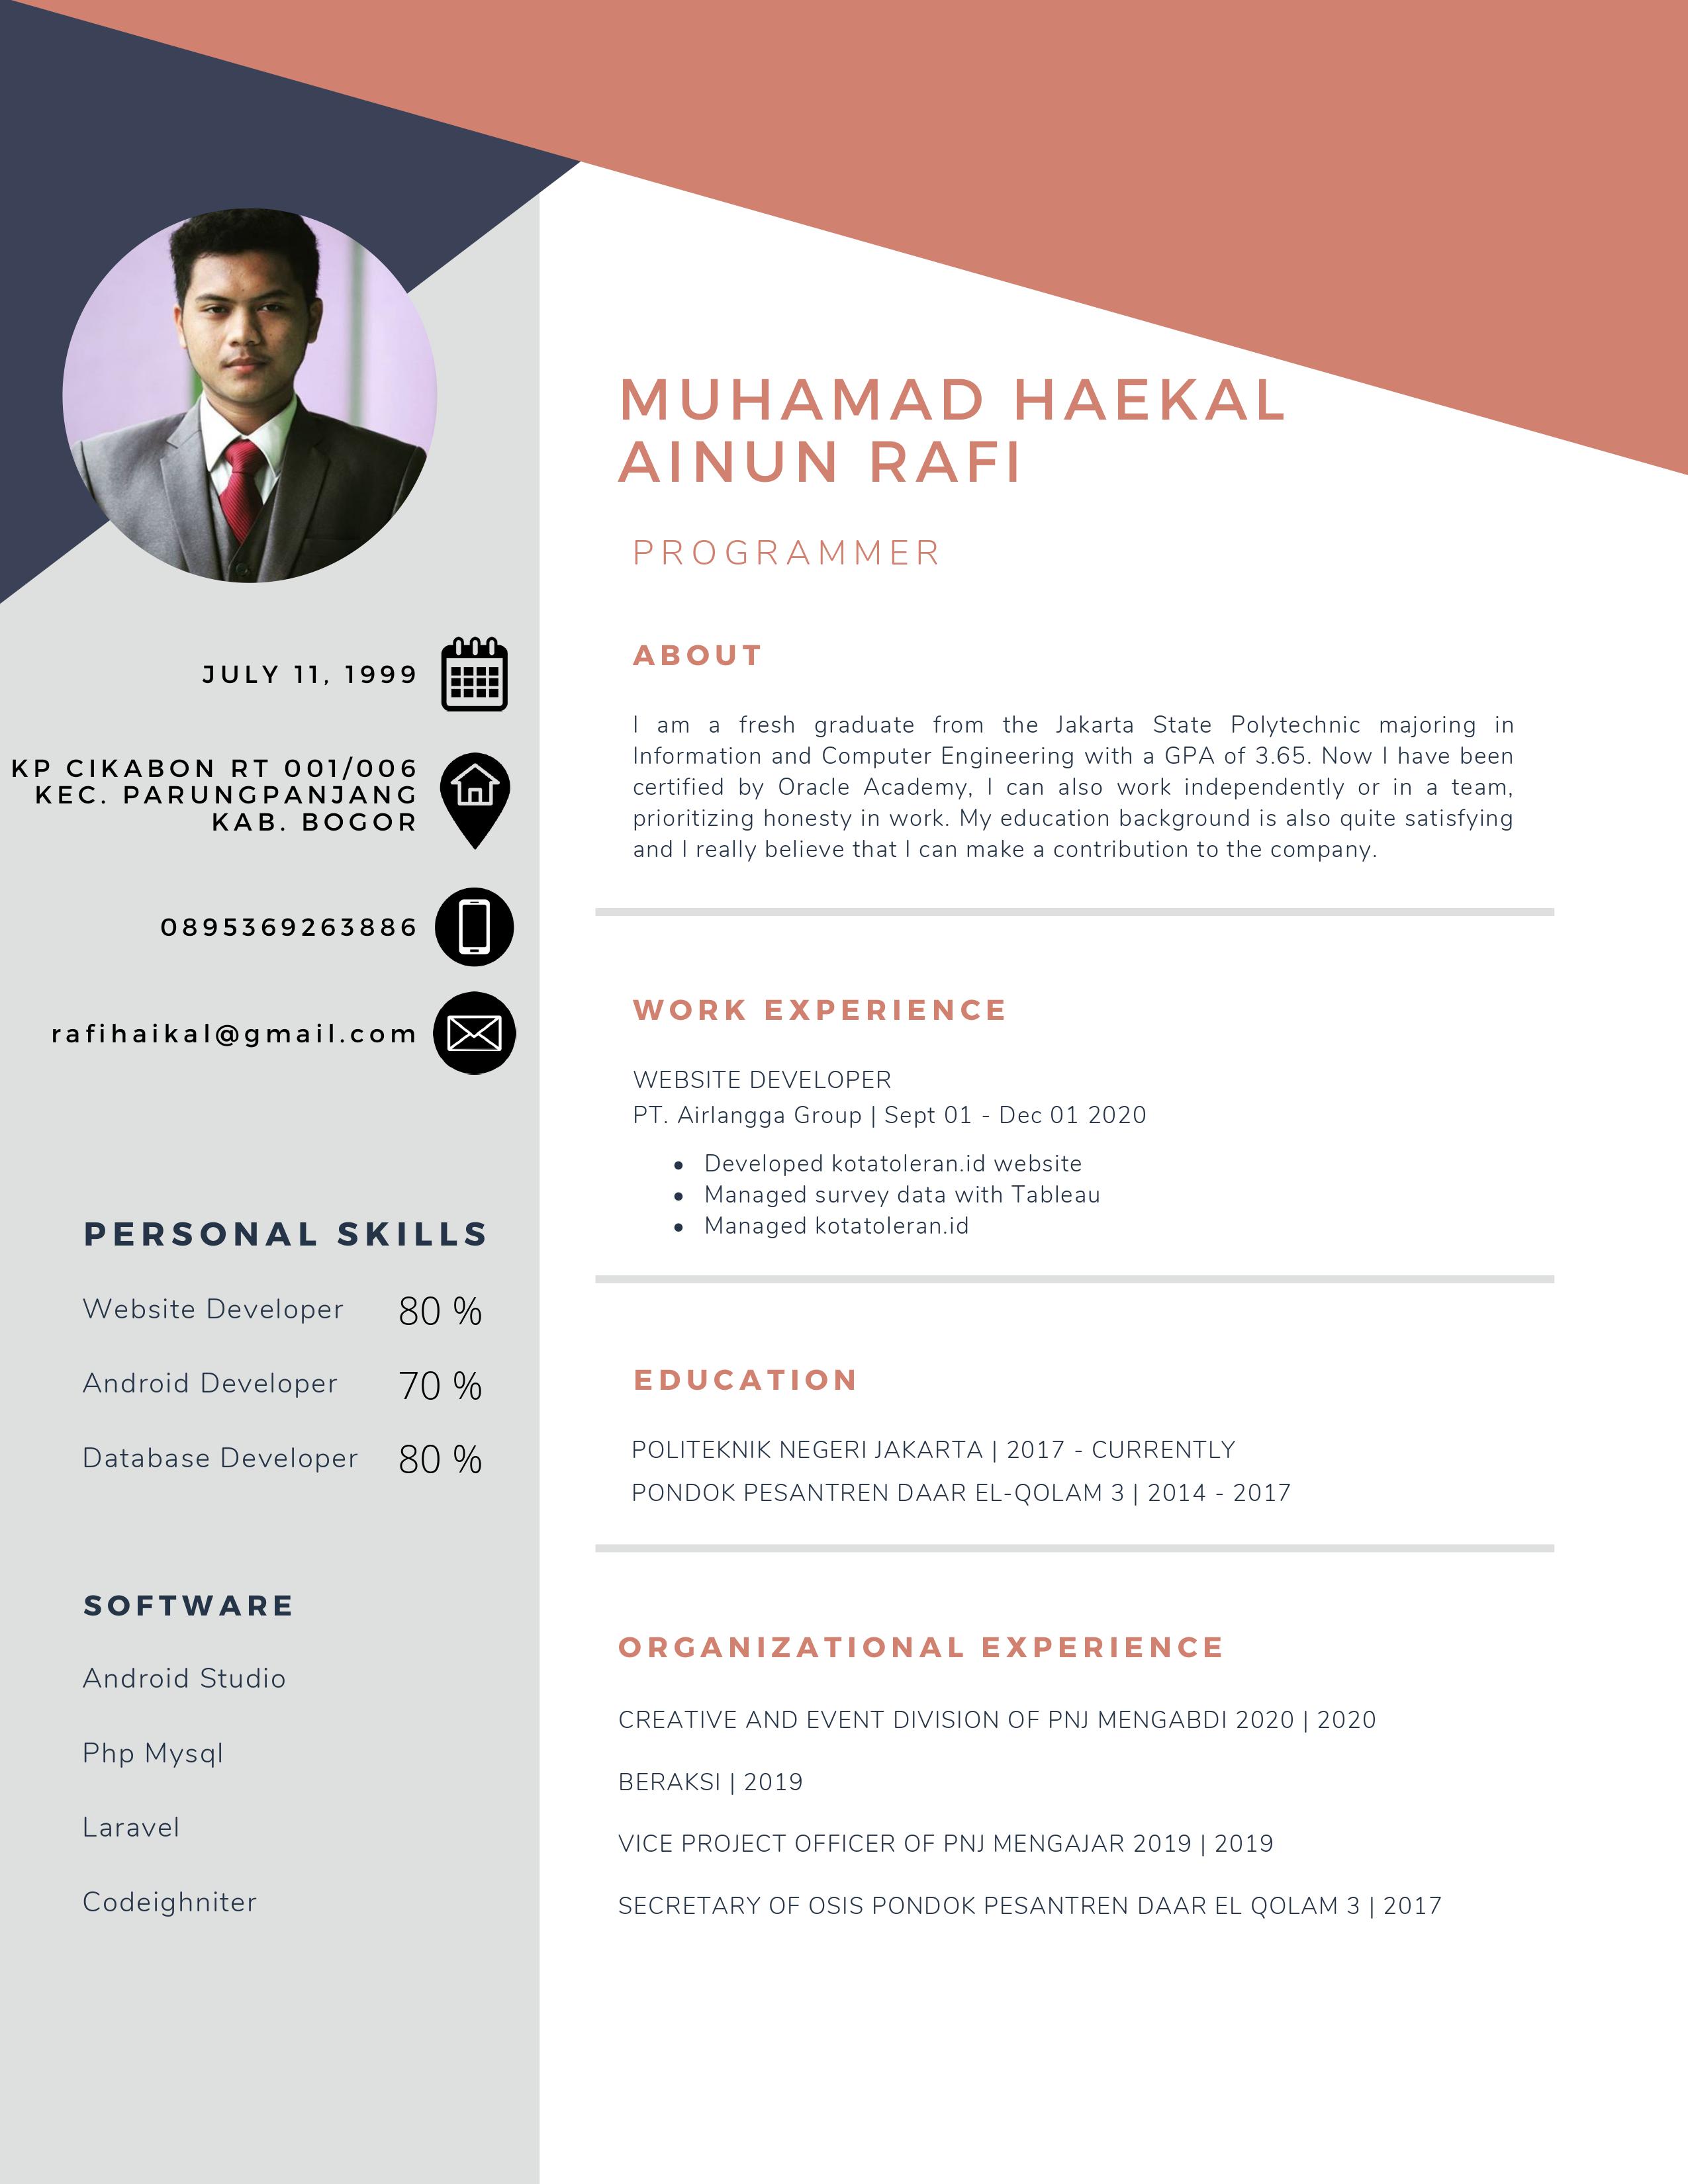 MUHAMAD HAEKAL
AINUN RAFI
PROGRAMMER
JULY 11, 1999
KP CIKABON RT 001/006
KEC. PARUNGPANJANG
KAB. BOGOR
0895369263886
rafihaikal@gmail.com
PERSONAL SKILLS
Website Developer 80 %
Android Developer 70 %
Database Developer 80 %
SOFTWARE
Android Studio
Php Mysql
Laravel
Codeighniter
ABOUT
I am a fresh graduate from the Jakarta State Polytechnic majoring in
Information and Computer Engineering with a GPA of 3.65. Now I have been
certified by Oracle Academy, I can also work independently or in a team,
prioritizing honesty in work. My education background is also quite satisfying
and I really believe that I can make a contribution to the company.
WORK EXPERIENCE
WEBSITE DEVELOPER
PT. Airlangga Group | Sept 01 - Dec 01 2020
• Developed kotatoleran.id website
• Managed survey data with Tableau
• Managed kotatoleran.id
EDUCATION
POLITEKNIK NEGERI JAKARTA | 2017 - CURRENTLY
PONDOK PESANTREN DAAR EL-QOLAM 3 | 2014 - 2017
ORGANIZATIONAL EXPERIENCE
CREATIVE AND EVENT DIVISION OF PNJ MENGABDI 2020 | 2020
BERAKSI | 2019
VICE PROJECT OFFICER OF PNJ MENGAJAR 2019 | 2019
SECRETARY OF OSIS PONDOK PESANTREN DAAR EL QOLAM 3 | 2017